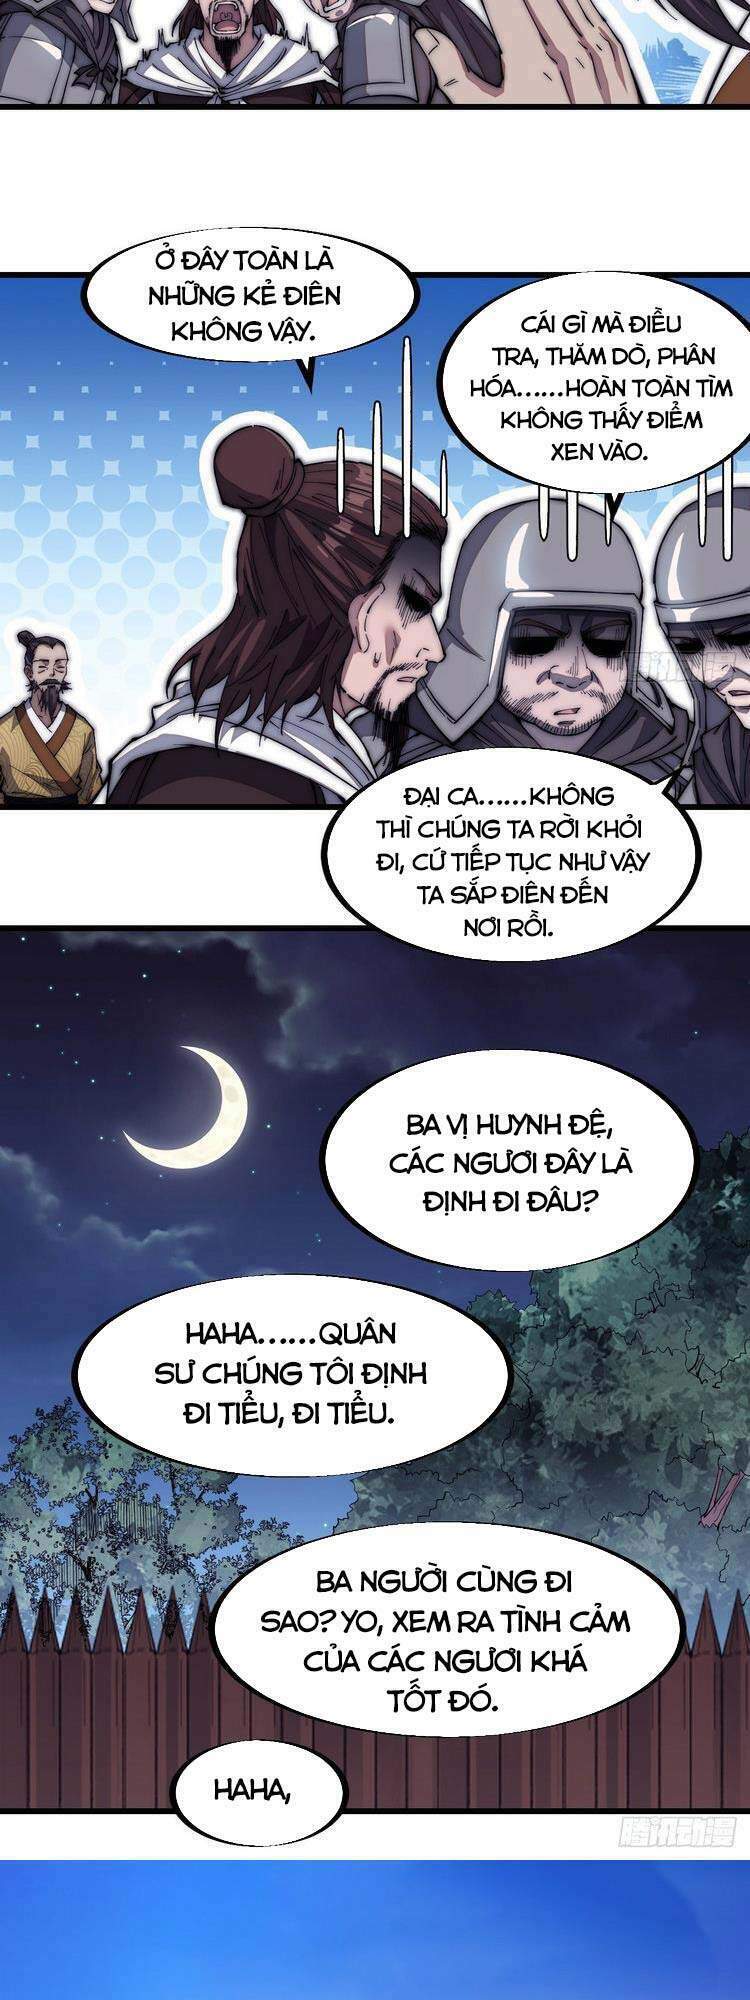 Ở ĐÂY TOÀN LÀ
NHỮNG KẺ ĐIÊN
KHÔNG VẬY.
CÁI GÌ MÀ ĐIỀU
TRA, THĂM DÒ, PHÂN
HÓA......HOÀN TOÀN TÌM
KHÔNG THẤY ĐIỂM
XEN VÀO.
ĐẠI CA......KHÔNG
THÌ CHÚNG TA RỜI KHỎI
ĐI, CỨ TIẾP TỤC NHƯ VẬY
TA SẮP ĐIÊN ĐẾN
NƠI RỒI.
BA VỊ HUYNH ĐỆ,
CÁC NGƯƠI ĐÂY LÀ
ĐỊNH ĐI ĐÂU?
HAHA......QUÂN
SƯ CHÚNG TÔI ĐỊNH
ĐI TIỂU, ĐI TIỂU.
BA NGƯỜI CÙNG ĐI
SAO? YO, XEM RA TÌNH CẢM
CỦA CÁC NGƯƠI KHÁ
TỐT ĐÓ.
HAHA,
腾讯动漫